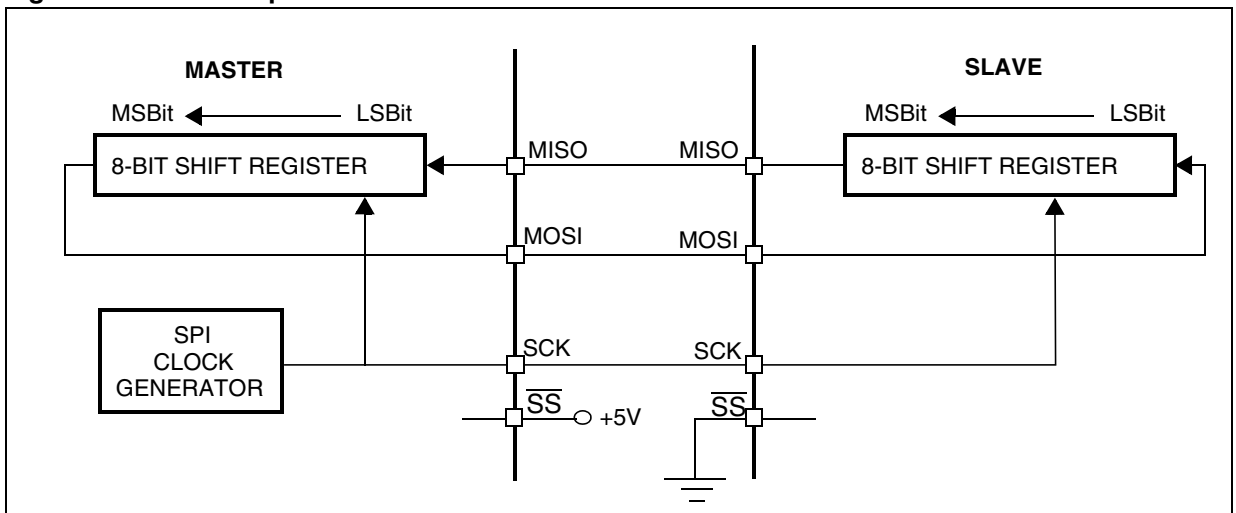 MASTER
SLAVE
MSBit LSBit
MSBit LSBit
8-BIT SHIFT REGISTER
MISO MISO
8-BIT SHIFT REGISTER
MOSI MOSI
SPI
CLOCK
GENERATOR
SCK SCK
SS +5V
SS